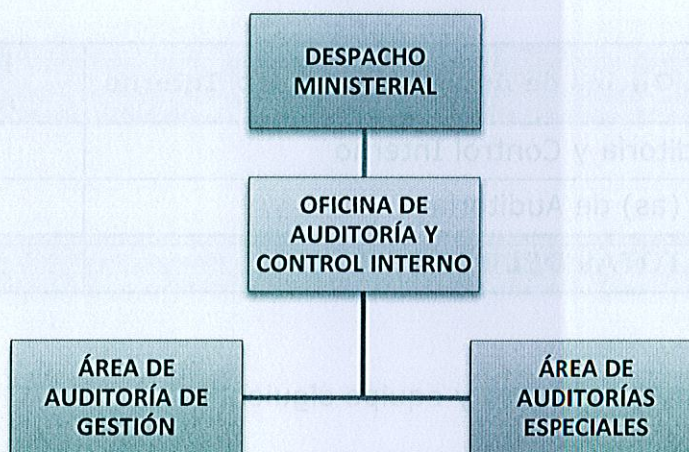 DESPACHO
MINISTERIAL
OFICINA DE
AUDITORÍA Y
CONTROL INTERNO
ÁREA DE
AUDITORÍA DE
GESTIÓN
ÁREA DE
AUDITORÍAS
ESPECIALES